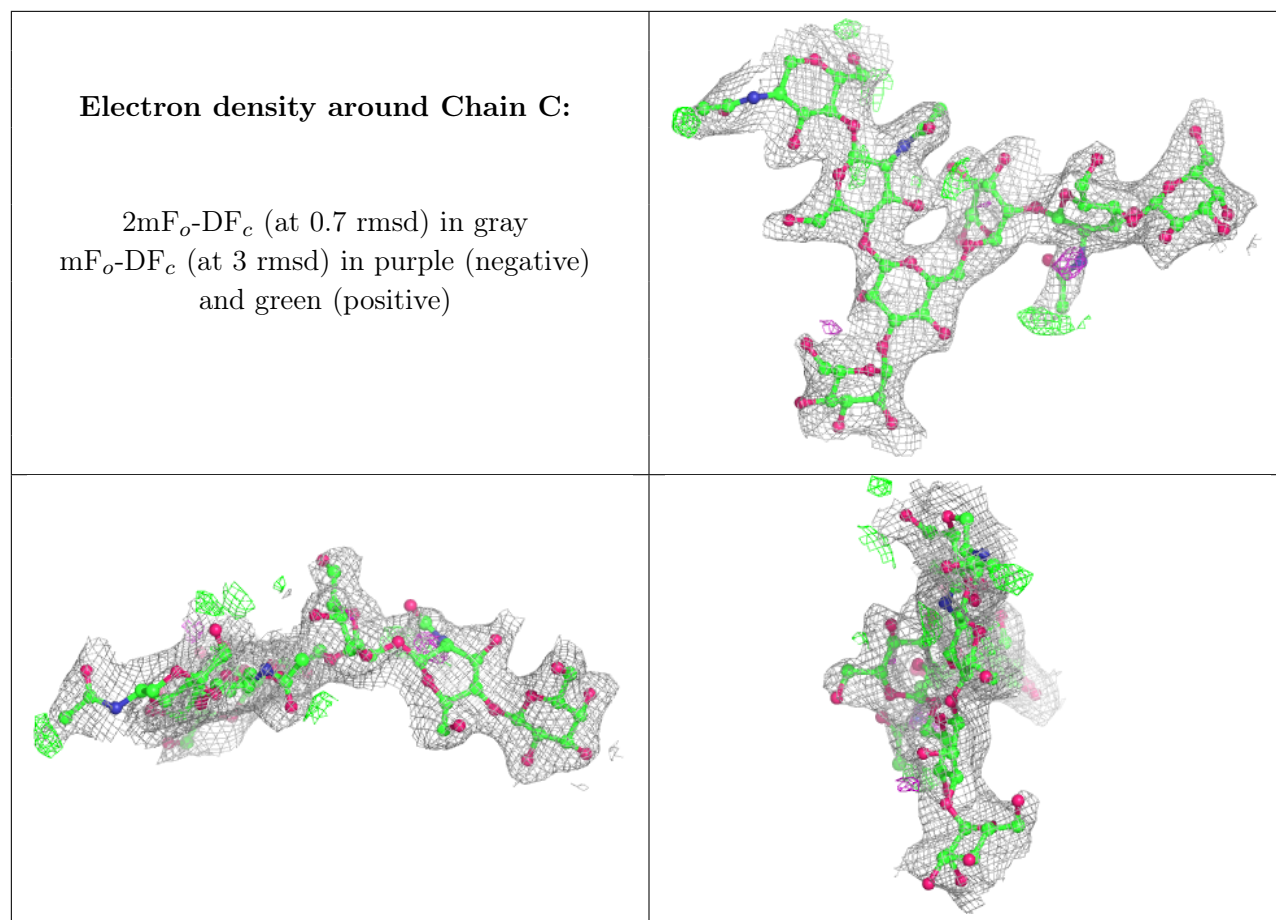 Electron density around Chain C:
2mFₒ-DF𝒸 (at 0.7 rmsd) in gray
mFₒ-DF𝒸 (at 3 rmsd) in purple (negative)
and green (positive)